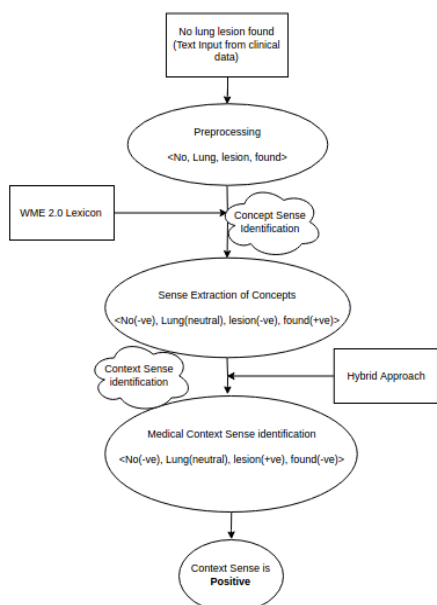 No lung lesion found
(Text Input from clinical
data)
Preprocessing
<No, Lung, lesion, found>
WME 2.0 Lexicon
Concept Sense
Identification
Sense Extraction of Concepts
<No(-ve), Lung(neutral), lesion(-ve), found(+ve)>
Context Sense
identification
Hybrid Approach
Medical Context Sense identification
<No(-ve), Lung(neutral), lesion(+ve), found(-ve)>
Context Sense is
Positive